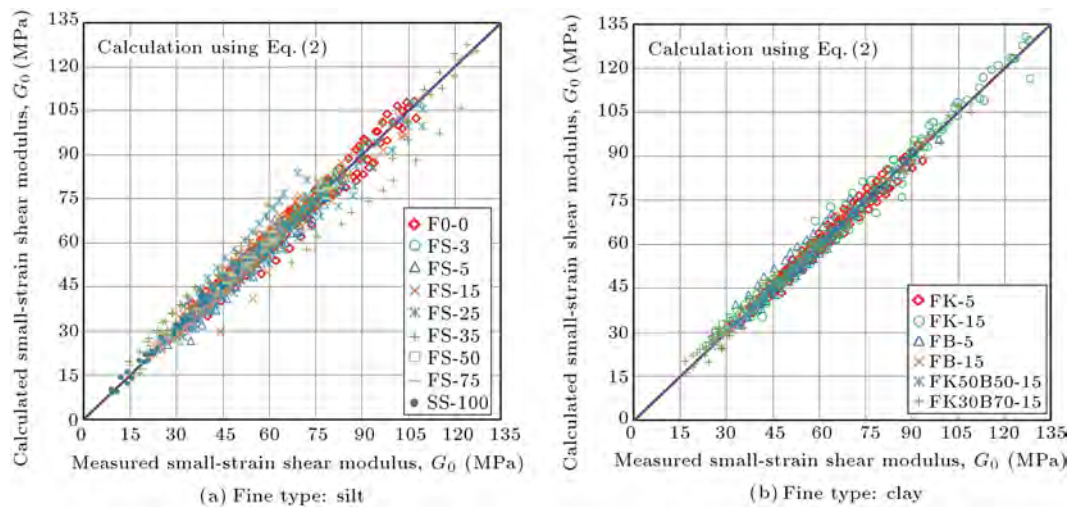 Calculation using Eq. (2)
Calculated small-strain shear modulus, G₀ (MPa)
135
120
105
90
75
60
45
30
15
0
F0-0
FS-3
FS-5
FS-15
FS-25
FS-35
FS-50
FS-75
SS-100
0 15 30 45 60 75 90 105 120 135
Measured small-strain shear modulus, G₀ (MPa)
(a) Fine type: silt
Calculation using Eq. (2)
Calculated small-strain shear modulus, G₀ (MPa)
135
120
105
90
75
60
45
30
15
0
FK-5
FK-15
FB-5
FB-15
FK50B50-15
FK30B70-15
0 15 30 45 60 75 90 105 120 135
Measured small-strain shear modulus, G₀ (MPa)
(b) Fine type: clay